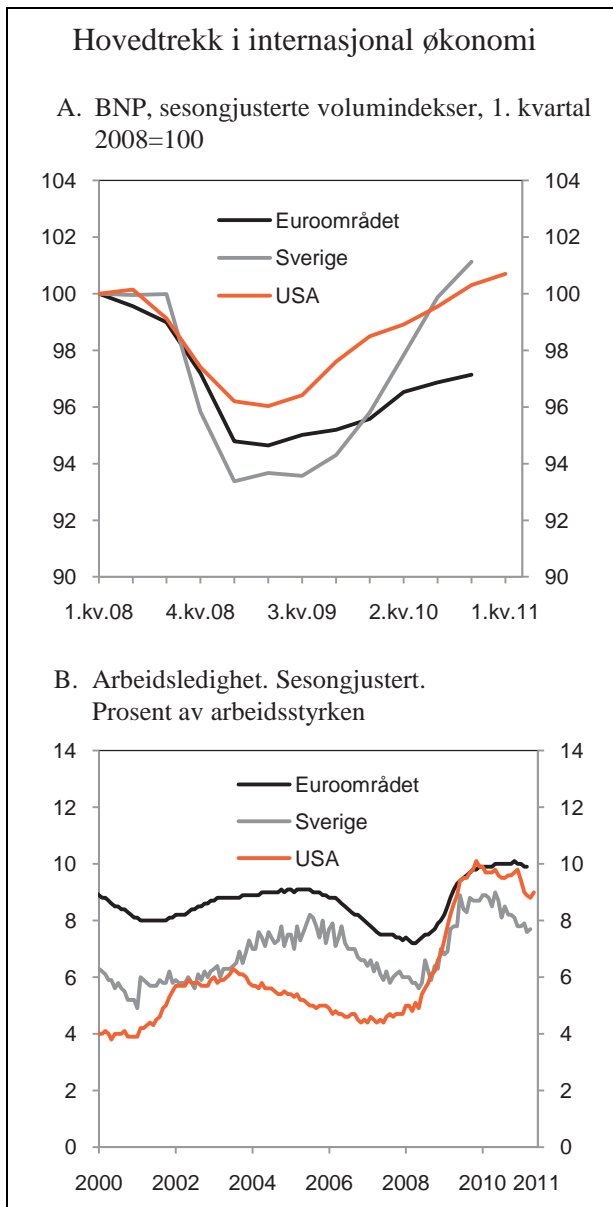 Hovedtrekk i internasjonal økonomi
A. BNP, sesongjusterte volumindekser, 1. kvartal
2008=100
104 104
102 102
100 100
98 98
96 96
94 94
92 92
90 90
Euroområdet
Sverige
USA
1.kv.08 4.kv.08 3.kv.09 2.kv.10 1.kv.11
B. Arbeidsledighet. Sesongjustert.
Prosent av arbeidsstyrken
14 14
12 12
10 10
8 8
6 6
4 4
2 2
0 0
Euroområdet
Sverige
USA
2000 2002 2004 2006 2008 2010 2011